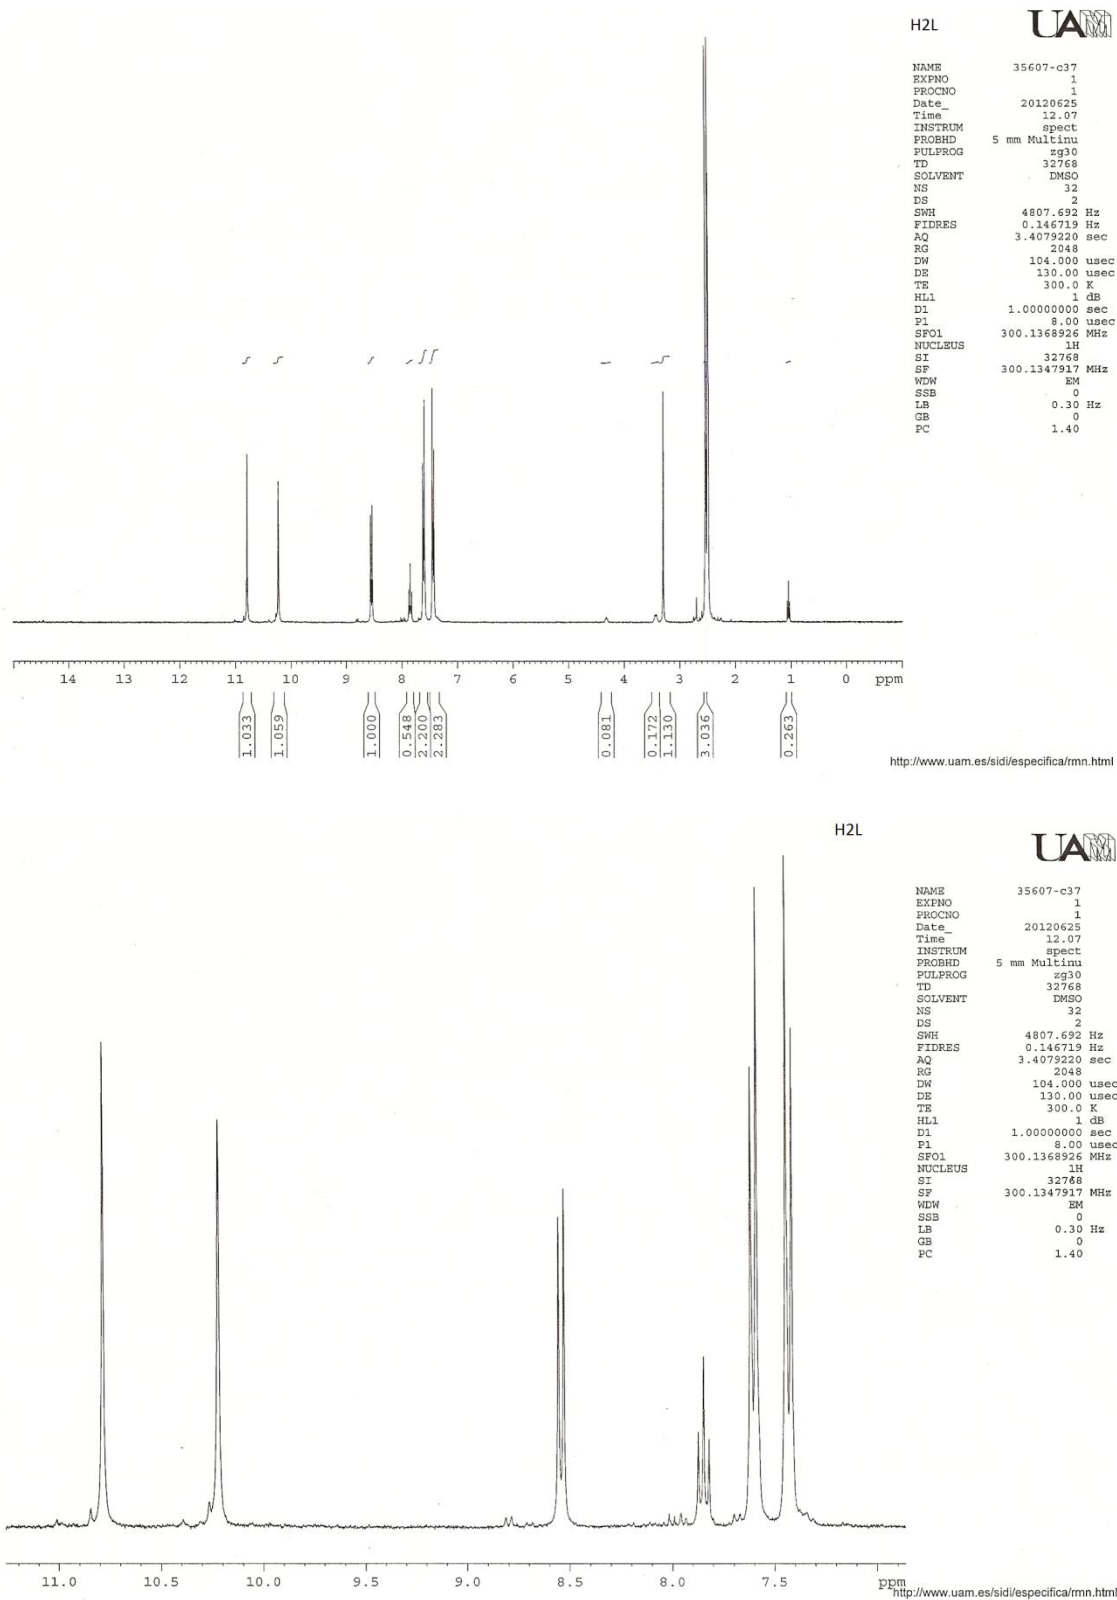 H2L
UAM
NAME 35607-c37
EXPNO 1
PROCNO 1
Date_ 20120625
Time 12.07
INSTRUM spect
PROBHD 5 mm Multinu
PULPROG zg30
TD 32768
SOLVENT DMSO
NS 32
DS 2
SWH 4807.692 Hz
FIDRES 0.146719 Hz
AQ 3.4079220 sec
RG 2048
DW 104.000 usec
DE 130.00 usec
TE 300.0 K
HL1 1 dB
D1 1.00000000 sec
P1 8.00 usec
SFO1 300.1368926 MHz
NUCLEUS 1H
SI 32768
SF 300.1347917 MHz
WDW EM
SSB 0
LB 0.30 Hz
GB 0
PC 1.40
14 13 12 11 10 9 8 7 6 5 4 3 2 1 0 ppm
1.033 1.059 1.000 0.548 2.200 2.283 0.081 0.172 1.130 3.036 0.263
http://www.uam.es/sidi/especifica/rmn.html
H2L
UAM
NAME 35607-c37
EXPNO 1
PROCNO 1
Date_ 20120625
Time 12.07
INSTRUM spect
PROBHD 5 mm Multinu
PULPROG zg30
TD 32768
SOLVENT DMSO
NS 32
DS 2
SWH 4807.692 Hz
FIDRES 0.146719 Hz
AQ 3.4079220 sec
RG 2048
DW 104.000 usec
DE 130.00 usec
TE 300.0 K
HL1 1 dB
D1 1.00000000 sec
P1 8.00 usec
SFO1 300.1368926 MHz
NUCLEUS 1H
SI 32768
SF 300.1347917 MHz
WDW EM
SSB 0
LB 0.30 Hz
GB 0
PC 1.40
11.0 10.5 10.0 9.5 9.0 8.5 8.0 7.5 ppm
http://www.uam.es/sidi/especifica/rmn.html